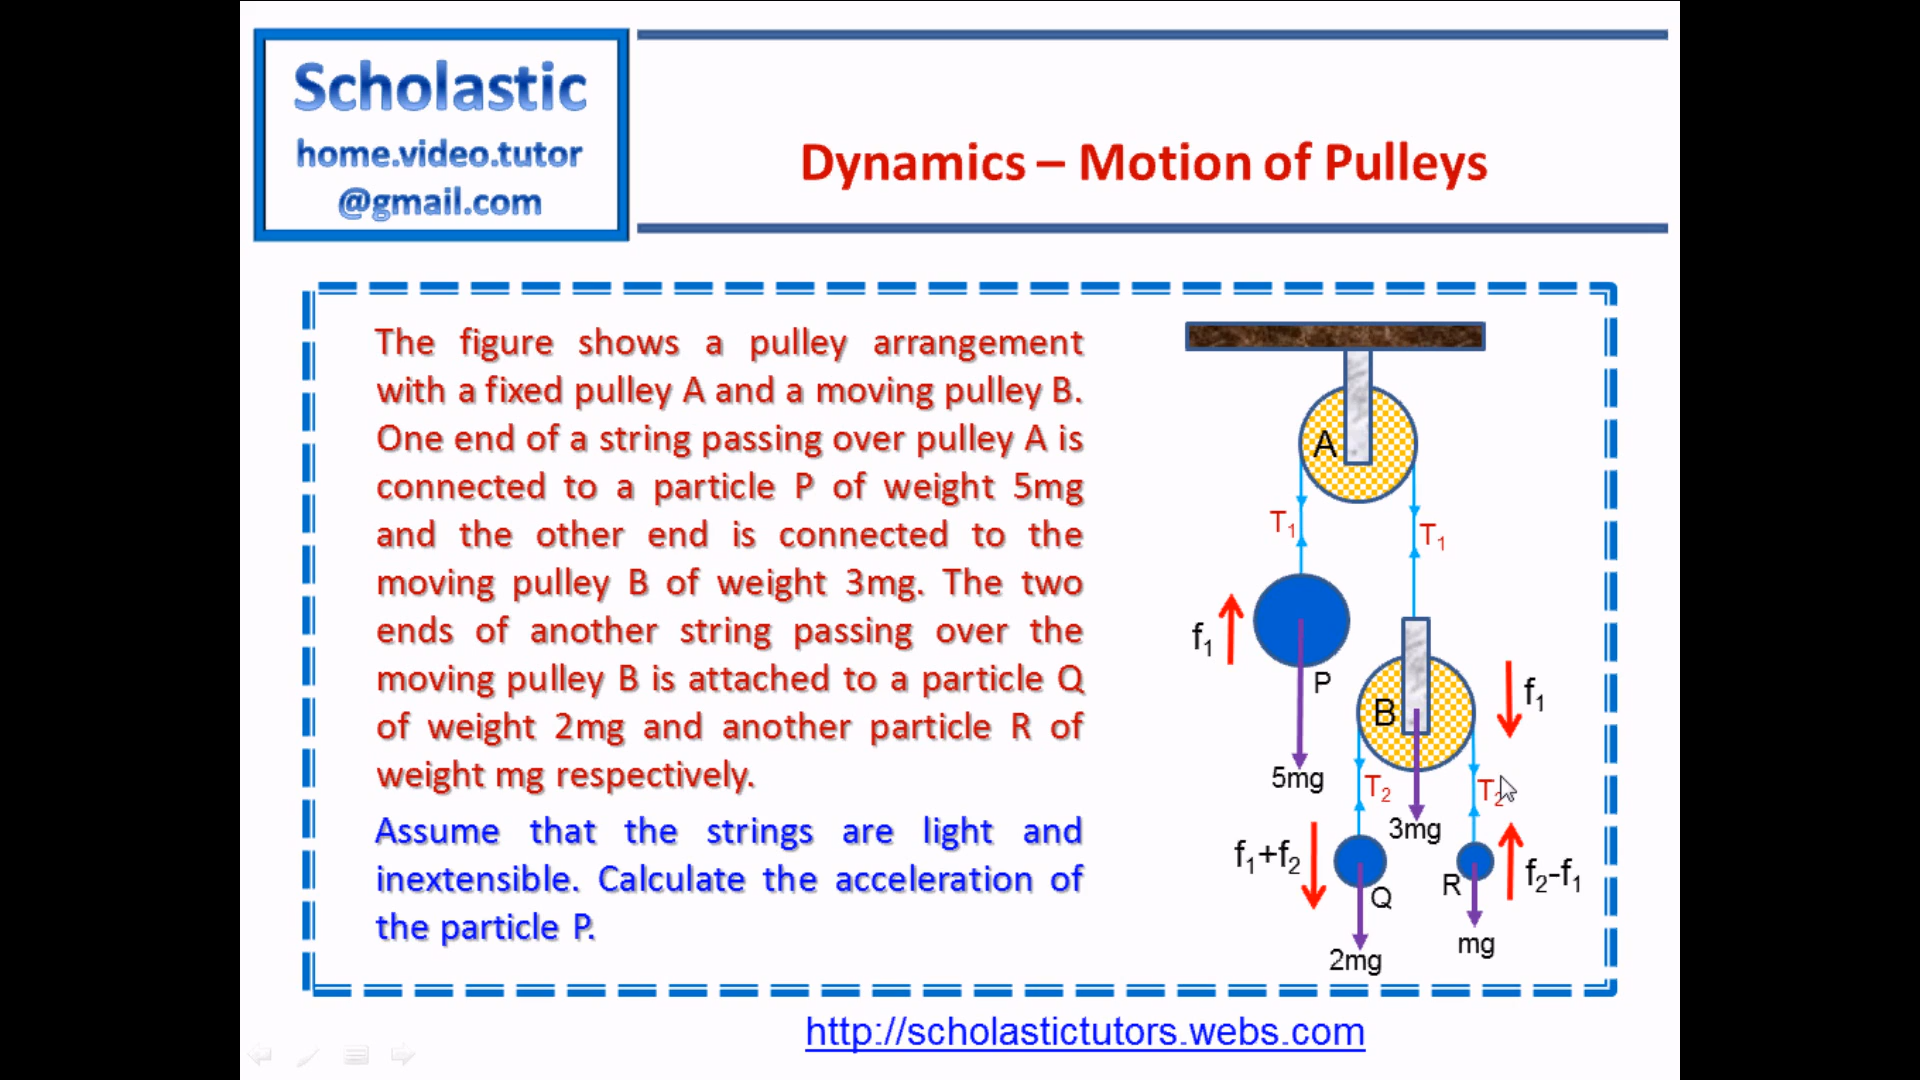 Scholastic
home.video.tutor
@gmail.com
Dynamics – Motion of Pulleys
The figure shows a pulley arrangement
with a fixed pulley A and a moving pulley B.
One end of a string passing over pulley A is
connected to a particle P of weight 5mg
and the other end is connected to the
moving pulley B of weight 3mg. The two
ends of another string passing over the
moving pulley B is attached to a particle Q
of weight 2mg and another particle R of
weight mg respectively.
Assume that the strings are light and
inextensible. Calculate the acceleration of
the particle P.
A
T₁
T₁
f₁
P
5mg
B
f₁
T₂
T₂
3mg
f₁+f₂
Q
R
f₂-f₁
2mg
mg
http://scholastictutors.webs.com